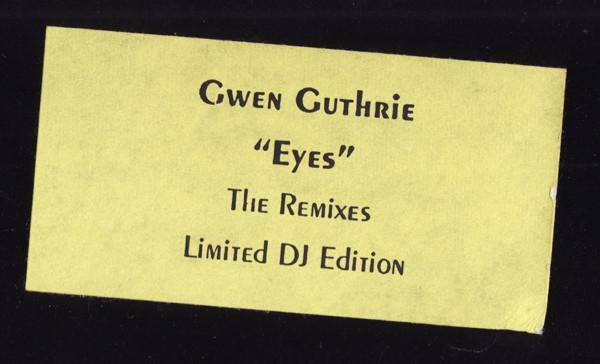 Gwen Guthrie
“Eyes”
The Remixes
Limited DJ Edition